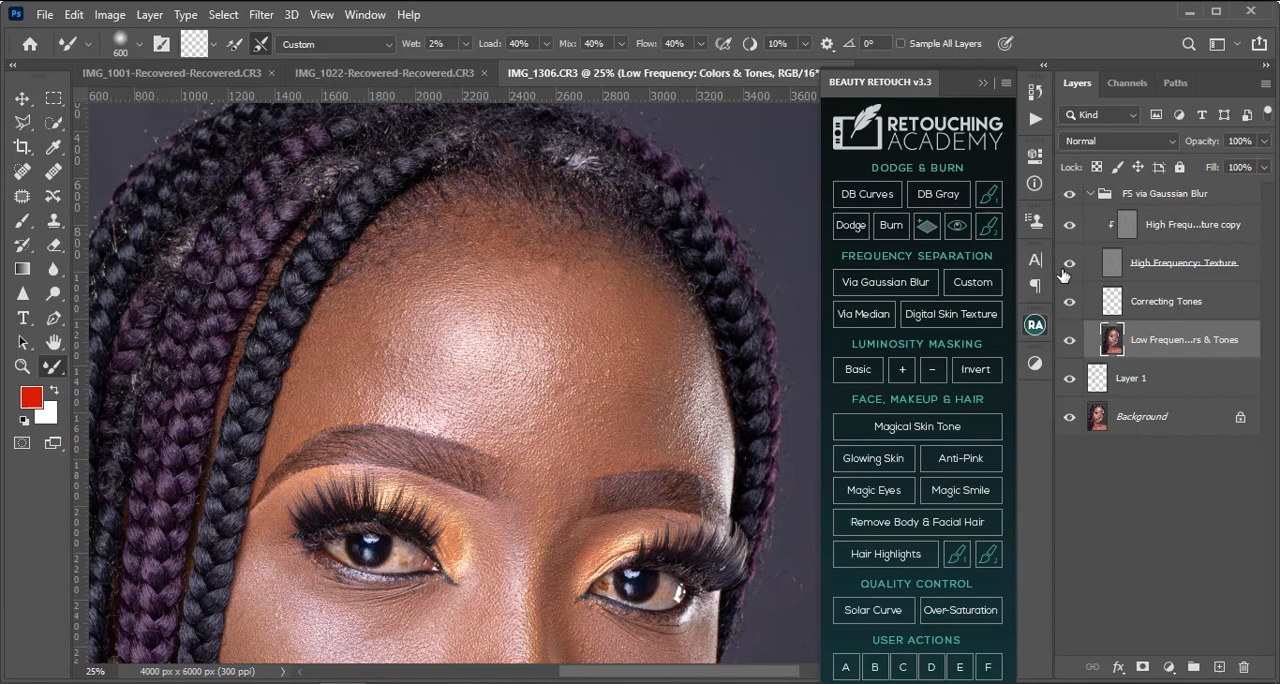 Ps File Edit Image Layer Type Select Filter 3D View Window Help
600 Custom Wet: 2% Load: 40% Mix: 40% Flow: 40% 10% 0° Sample All Layers
IMG_1001-Recovered-Recovered.CR3 × IMG_1022-Recovered-Recovered.CR3 × IMG_1306.CR3 @ 25% (Low Frequency: Colors & Tones, RGB/16*
600 800 1000 1200 1400 1600 1800 2000 2200 2400 2600 2800 3000 3200 3400 3600
BEAUTY RETOUCH v3.3
RETOUCHING
ACADEMY
DODGE & BURN
DB Curves DB Gray 1
Dodge Burn 2
FREQUENCY SEPARATION
Via Gaussian Blur Custom
Via Median Digital Skin Texture
LUMINOSITY MASKING
Basic + − Invert
FACE, MAKEUP & HAIR
Magical Skin Tone
Glowing Skin Anti-Pink
Magic Eyes Magic Smile
Remove Body & Facial Hair
Hair Highlights 1 2
QUALITY CONTROL
Solar Curve Over-Saturation
USER ACTIONS
A B C D E F
RA
Layers Channels Paths
Kind
Normal Opacity: 100%
Lock: Fill: 100%
FS via Gaussian Blur
High Frequ...ture copy
High Frequency: Texture
Correcting Tones
Low Frequen...rs & Tones
Layer 1
Background
fx
25% 4000 px x 6000 px (300 ppi)